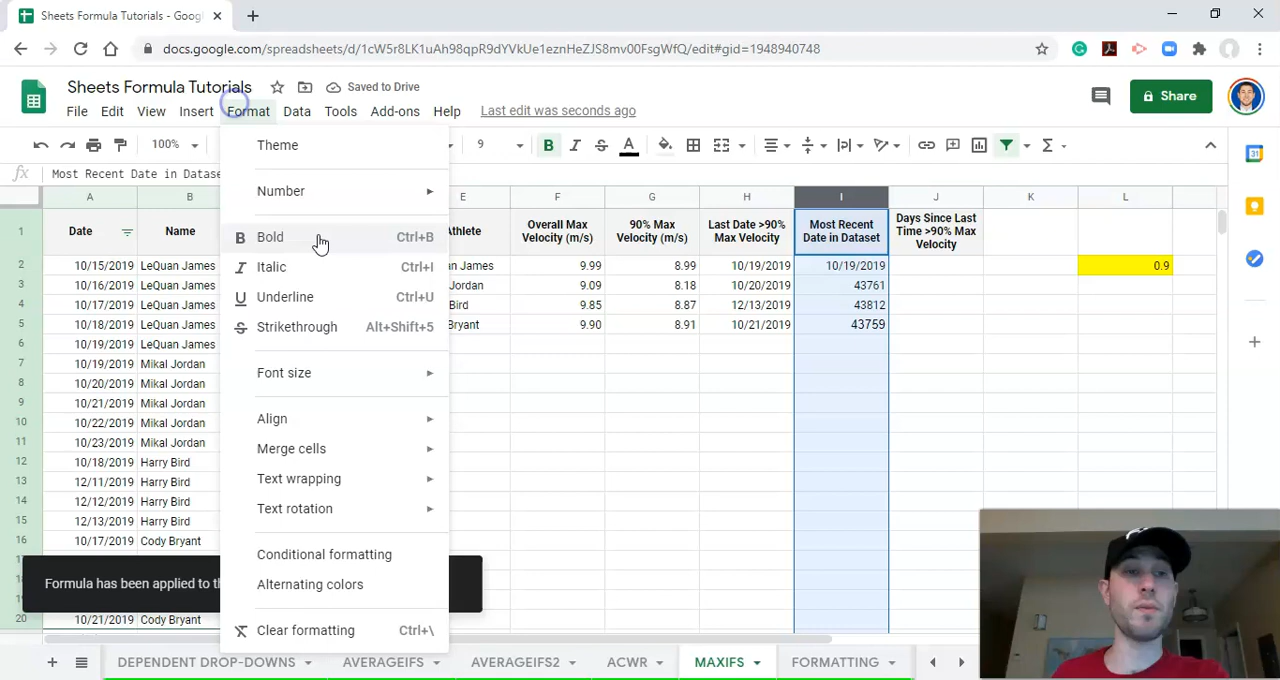 Sheets Formula Tutorials - Goog
docs.google.com/spreadsheets/d/1cW5r8LK1uAh98qpR9dYVkUe1eznHeZJS8mv00FsgWfQ/edit#gid=1948940748
Sheets Formula Tutorials
Saved to Drive
File Edit View Insert Format Data Tools Add-ons Help Last edit was seconds ago
Share
100% 9 B I S A Σ
fx Most Recent Date in Datase
A B E F G H I J K L
1 Date Name Overall Max Velocity (m/s) 90% Max Velocity (m/s) Last Date >90% Max Velocity Most Recent Date in Dataset Days Since Last Time >90% Max Velocity
2 10/15/2019 LeQuan James an James 9.99 8.99 10/19/2019 10/19/2019 0.9
3 10/16/2019 LeQuan James Jordan 9.09 8.18 10/20/2019 43761
4 10/17/2019 LeQuan James Bird 9.85 8.87 12/13/2019 43812
5 10/18/2019 LeQuan James Bryant 9.90 8.91 10/21/2019 43759
6 10/19/2019 LeQuan James
7 10/19/2019 Mikal Jordan
8 10/20/2019 Mikal Jordan
9 10/21/2019 Mikal Jordan
10 10/22/2019 Mikal Jordan
11 10/23/2019 Mikal Jordan
12 10/18/2019 Harry Bird
13 12/11/2019 Harry Bird
14 12/12/2019 Harry Bird
15 12/13/2019 Harry Bird
16 10/17/2019 Cody Bryant
20 10/21/2019 Cody Bryant
Theme
Number
B Bold Ctrl+B
I Italic Ctrl+I
U Underline Ctrl+U
S Strikethrough Alt+Shift+5
Font size
Align
Merge cells
Text wrapping
Text rotation
Conditional formatting
Alternating colors
Clear formatting Ctrl+\
Formula has been applied to th
DEPENDENT DROP-DOWNS AVERAGEIFS AVERAGEIFS2 ACWR MAXIFS FORMATTING